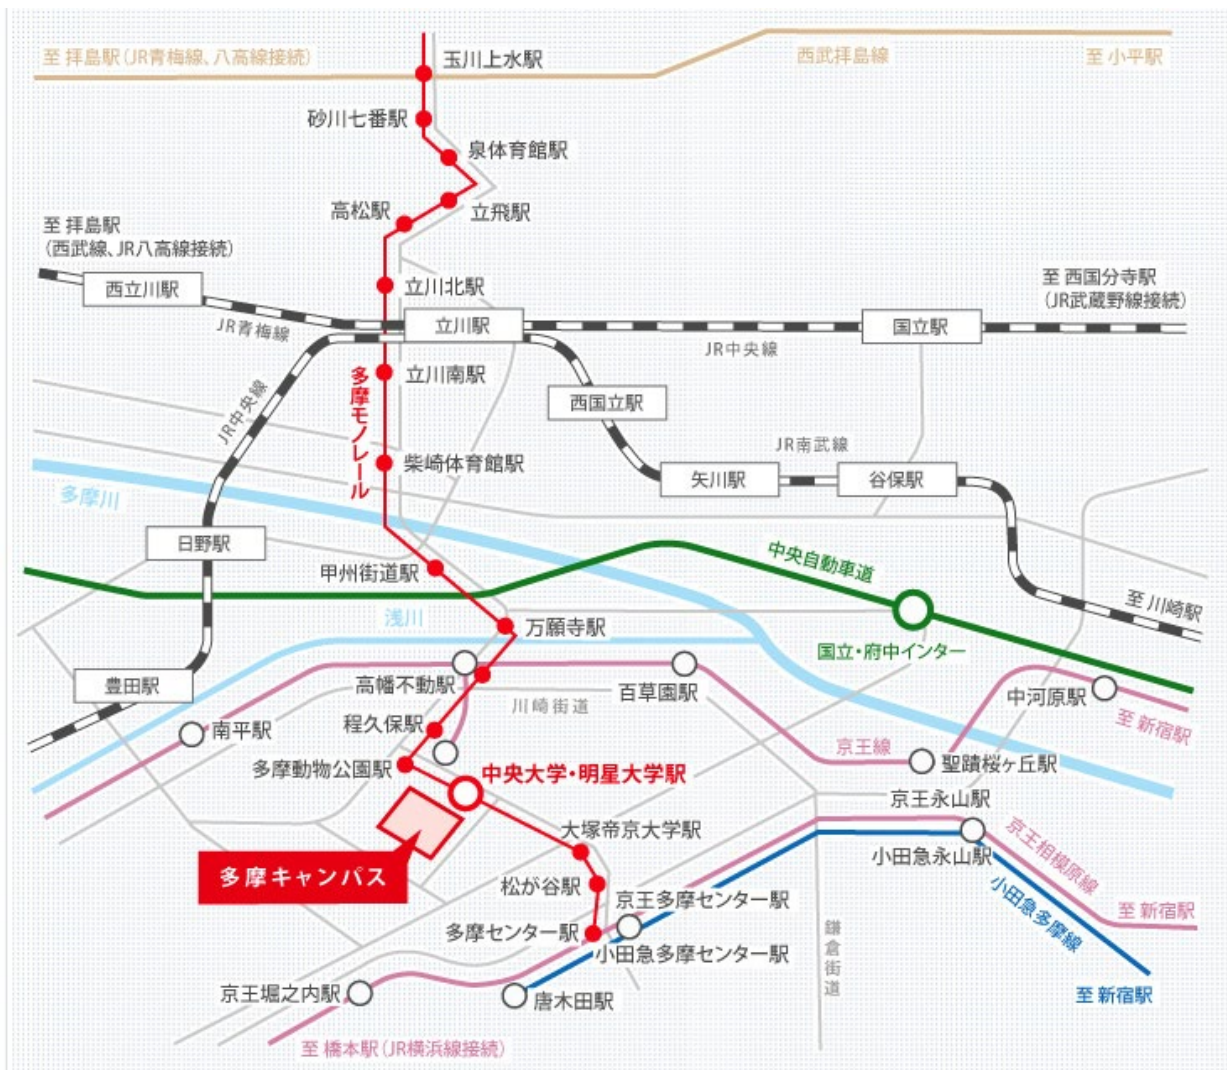 至 拝島駅(JR青梅線、八高線接続)
玉川上水駅
西武拝島線
至 小平駅
砂川七番駅
泉体育館駅
高松駅
立飛駅
至 拝島駅
(西武線、JR八高線接続)
西立川駅
立川北駅
至 西国分寺駅
(JR武蔵野線接続)
JR青梅線
立川駅
国立駅
JR中央線
立川南駅
多摩モノレール
JR中央線
西国立駅
JR南武線
柴崎体育館駅
矢川駅
谷保駅
多摩川
日野駅
中央自動車道
甲州街道駅
至 川崎駅
浅川
万願寺駅
国立・府中インター
豊田駅
高幡不動駅
百草園駅
中河原駅
川崎街道
至 新宿駅
南平駅
程久保駅
京王線
聖蹟桜ヶ丘駅
多摩動物公園駅
中央大学・明星大学駅
京王永山駅
大塚帝京大学駅
小田急永山駅
京王相模原線
多摩キャンパス
松が谷駅
京王多摩センター駅
小田急多摩線
至 新宿駅
多摩センター駅
小田急多摩センター駅
鎌倉街道
京王堀之内駅
唐木田駅
至 新宿駅
至 橋本駅(JR横浜線接続)